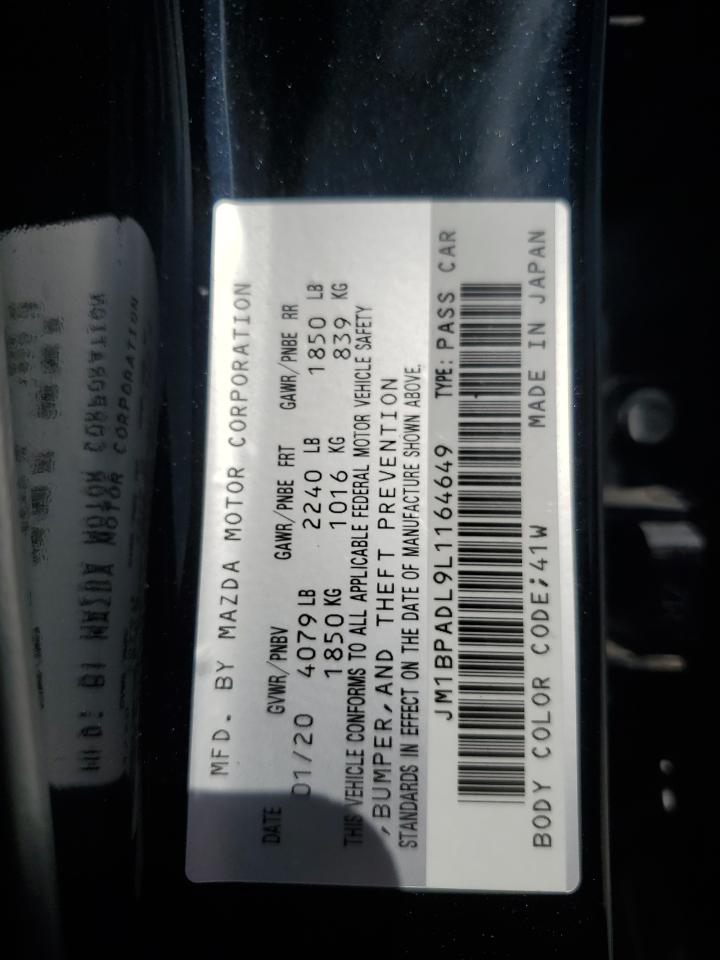 MFD. BY MAZDA MOTOR CORPORATION
DATE GVWR/PNBV GAWR/PNBE FRT GAWR/PNBE RR
01/20 4079 LB 2240 LB 1850 LB
1850 KG 1016 KG 839 KG
THIS VEHICLE CONFORMS TO ALL APPLICABLE FEDERAL MOTOR VEHICLE SAFETY
,BUMPER,AND THEFT PREVENTION
STANDARDS IN EFFECT ON THE DATE OF MANUFACTURE SHOWN ABOVE.
JM1BPADL9L1164649 TYPE: PASS CAR
BODY COLOR CODE;41W MADE IN JAPAN
MOTOR CORPORATION